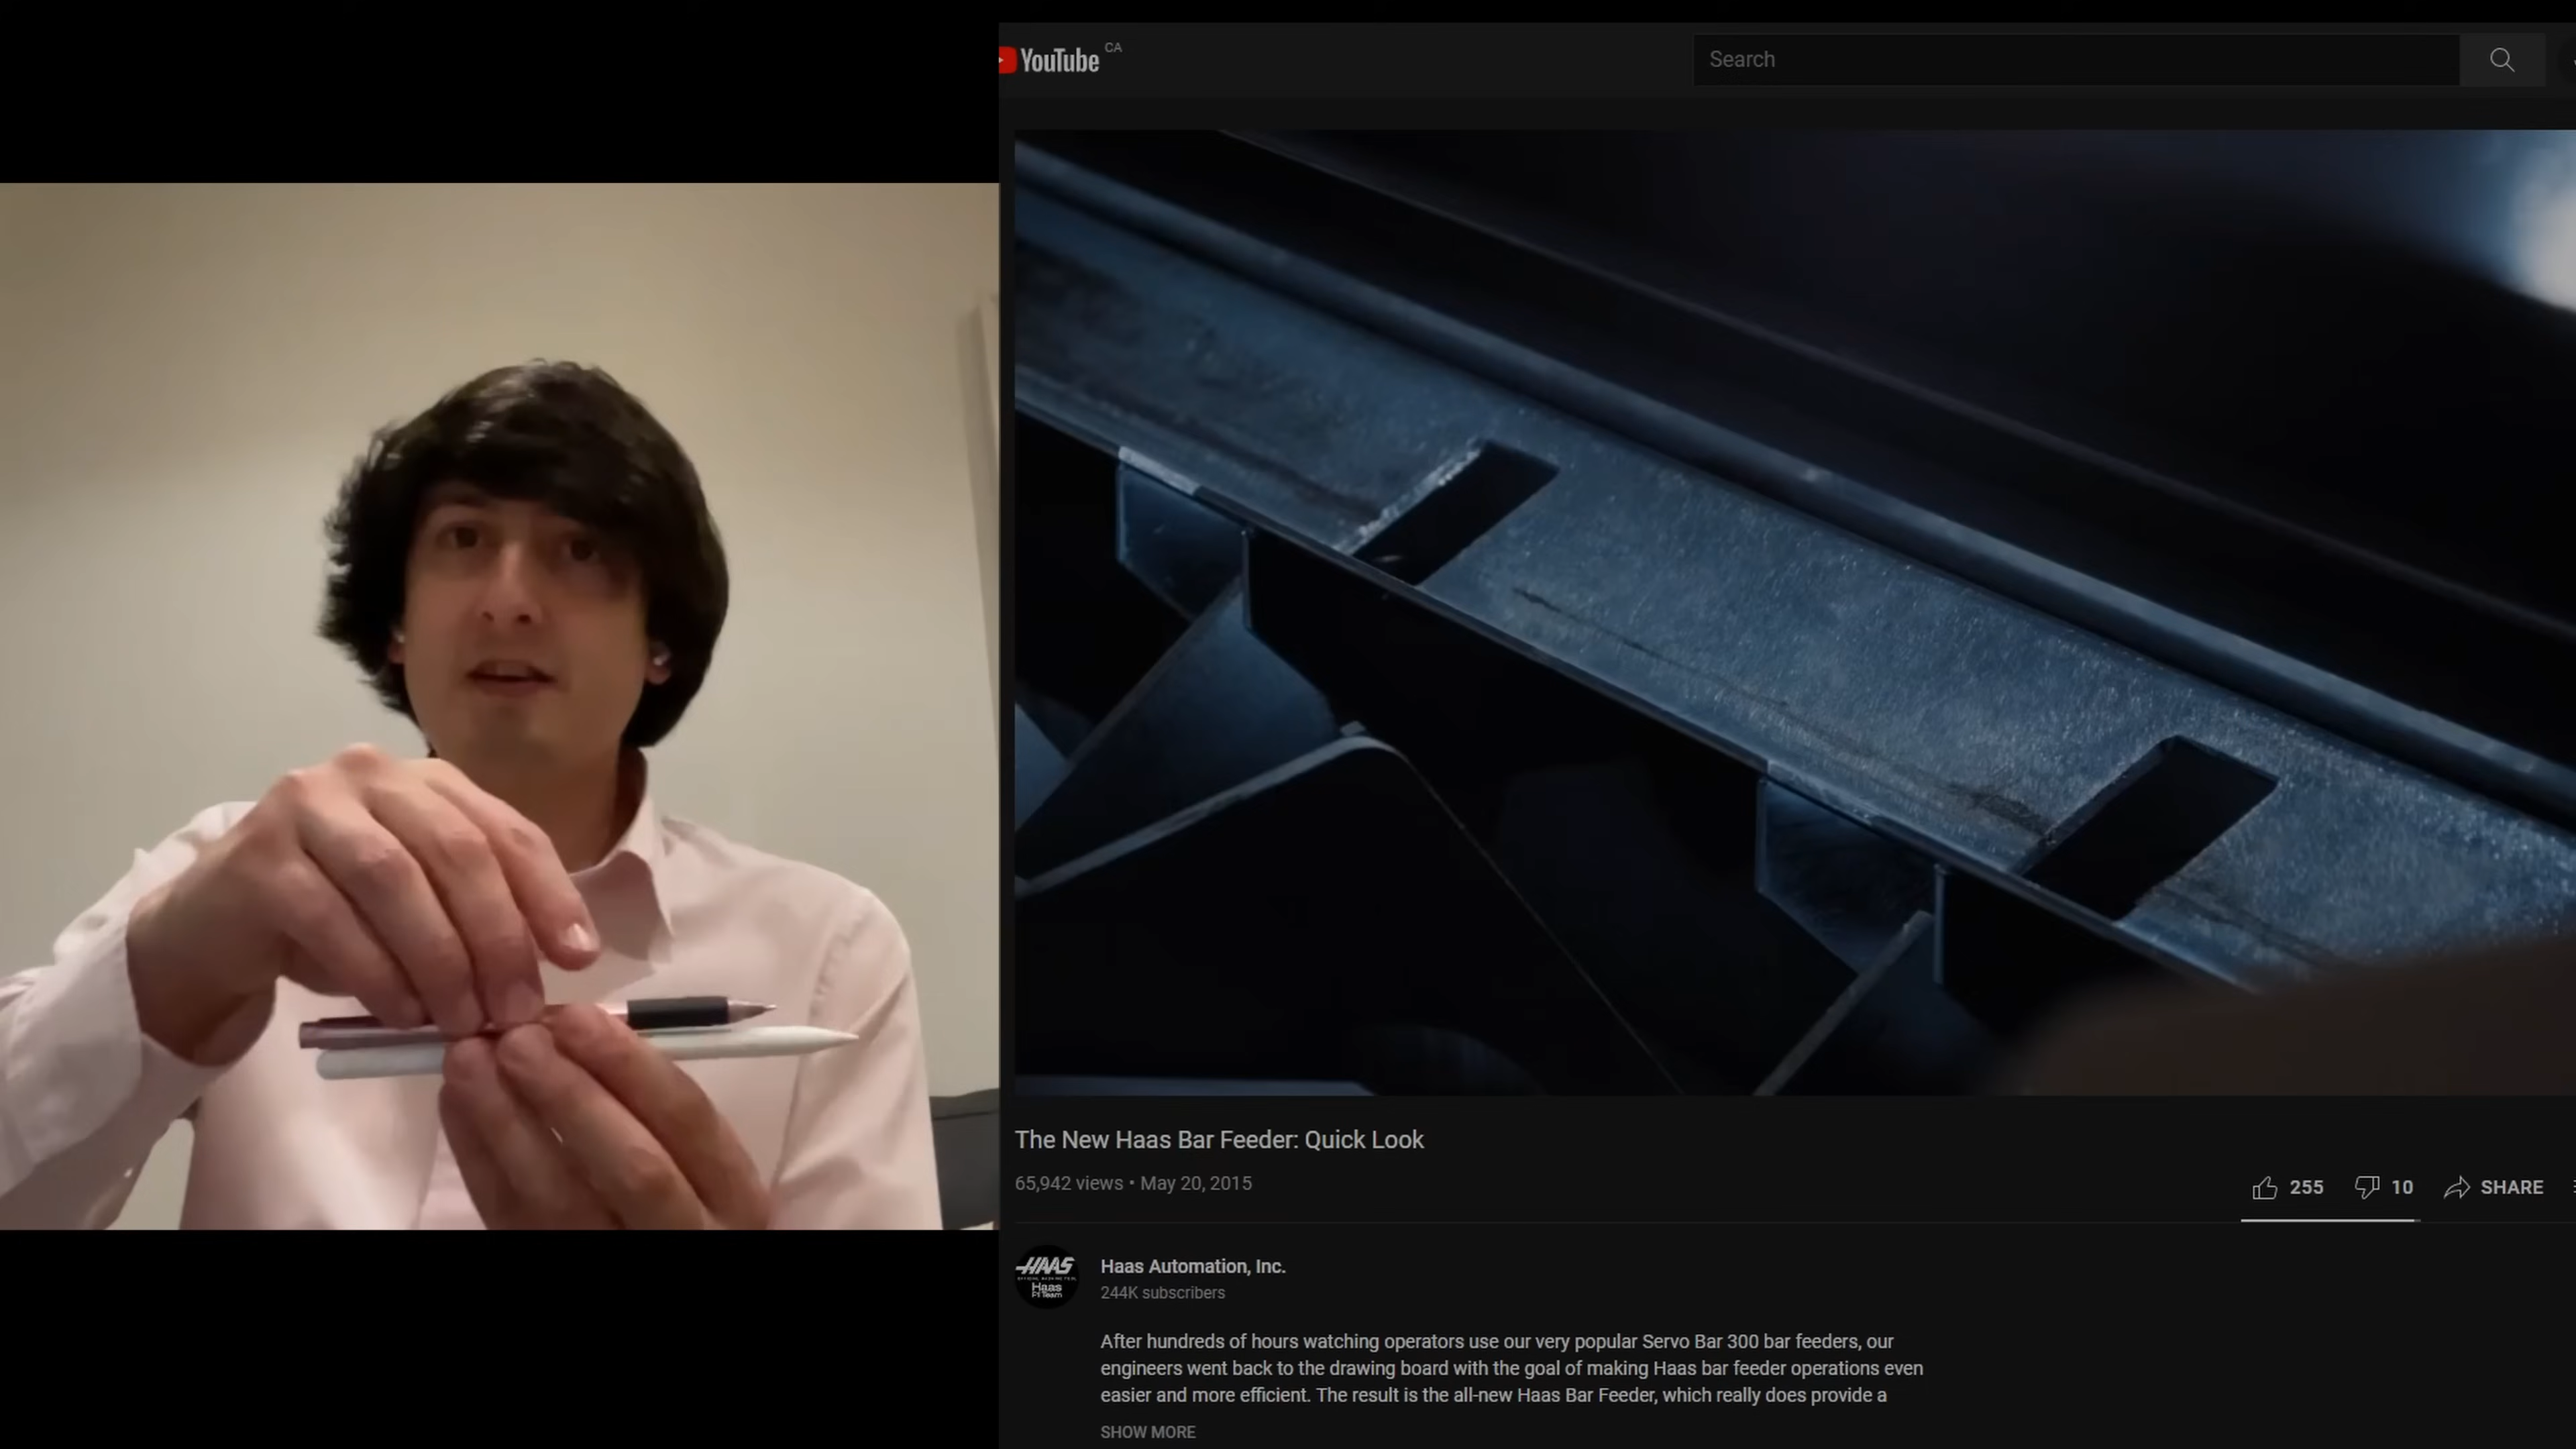 YouTube CA
Search
The New Haas Bar Feeder: Quick Look
65,942 views • May 20, 2015
255
10
SHARE
HAAS
Haas
F1 Team
Haas Automation, Inc.
244K subscribers
After hundreds of hours watching operators use our very popular Servo Bar 300 bar feeders, our
engineers went back to the drawing board with the goal of making Haas bar feeder operations even
easier and more efficient. The result is the all-new Haas Bar Feeder, which really does provide a
SHOW MORE